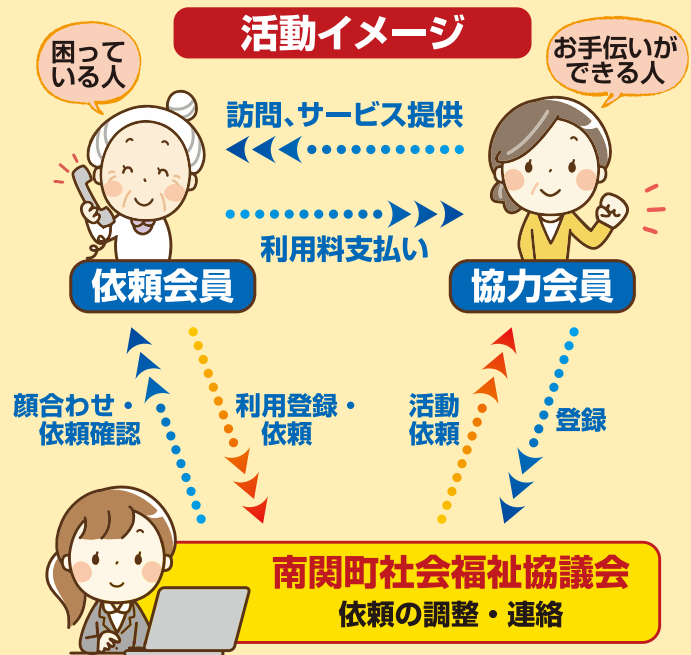 活動イメージ
困って
いる人
お手伝いが
できる人
訪問、サービス提供
利用料支払い
依頼会員
協力会員
顔合わせ・
依頼確認
利用登録・
依頼
活動
依頼
登録
南関町社会福祉協議会
依頼の調整・連絡